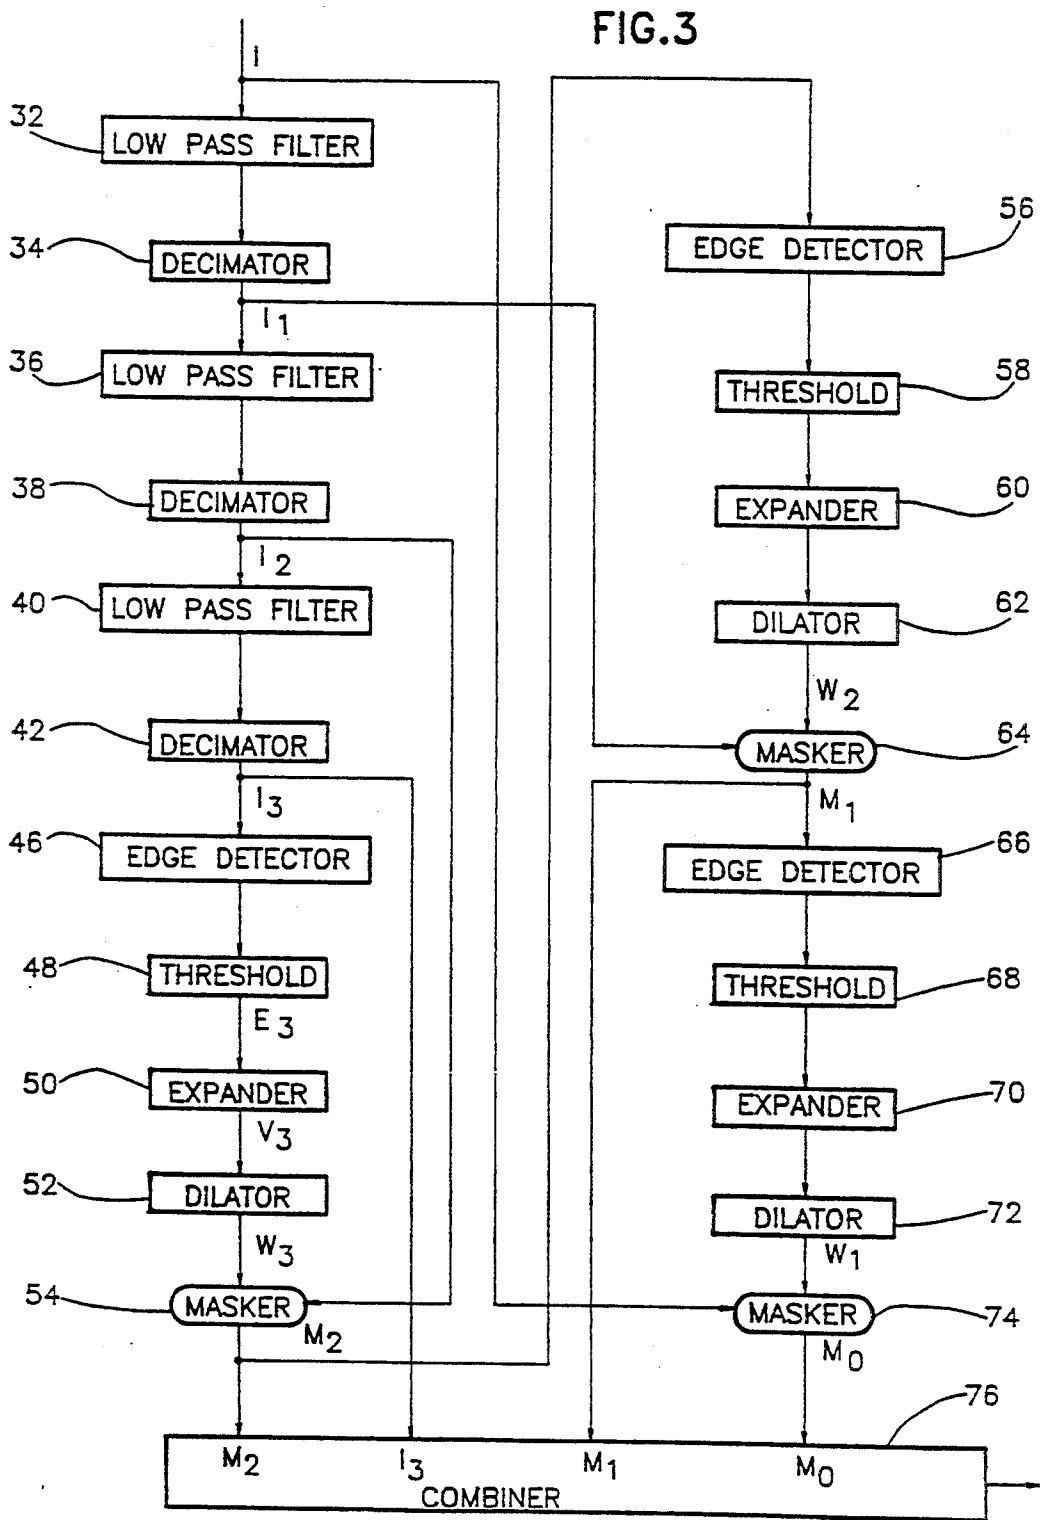 FIG.3
I
32
LOW PASS FILTER
34
DECIMATOR
I1
36
LOW PASS FILTER
38
DECIMATOR
I2
40
LOW PASS FILTER
42
DECIMATOR
I3
46
EDGE DETECTOR
48
THRESHOLD
E3
50
EXPANDER
V3
52
DILATOR
W3
54
MASKER
M2
56
EDGE DETECTOR
58
THRESHOLD
60
EXPANDER
62
DILATOR
W2
64
MASKER
M1
66
EDGE DETECTOR
68
THRESHOLD
70
EXPANDER
72
DILATOR
W1
74
MASKER
M0
76
M2 I3 M1 M0
COMBINER